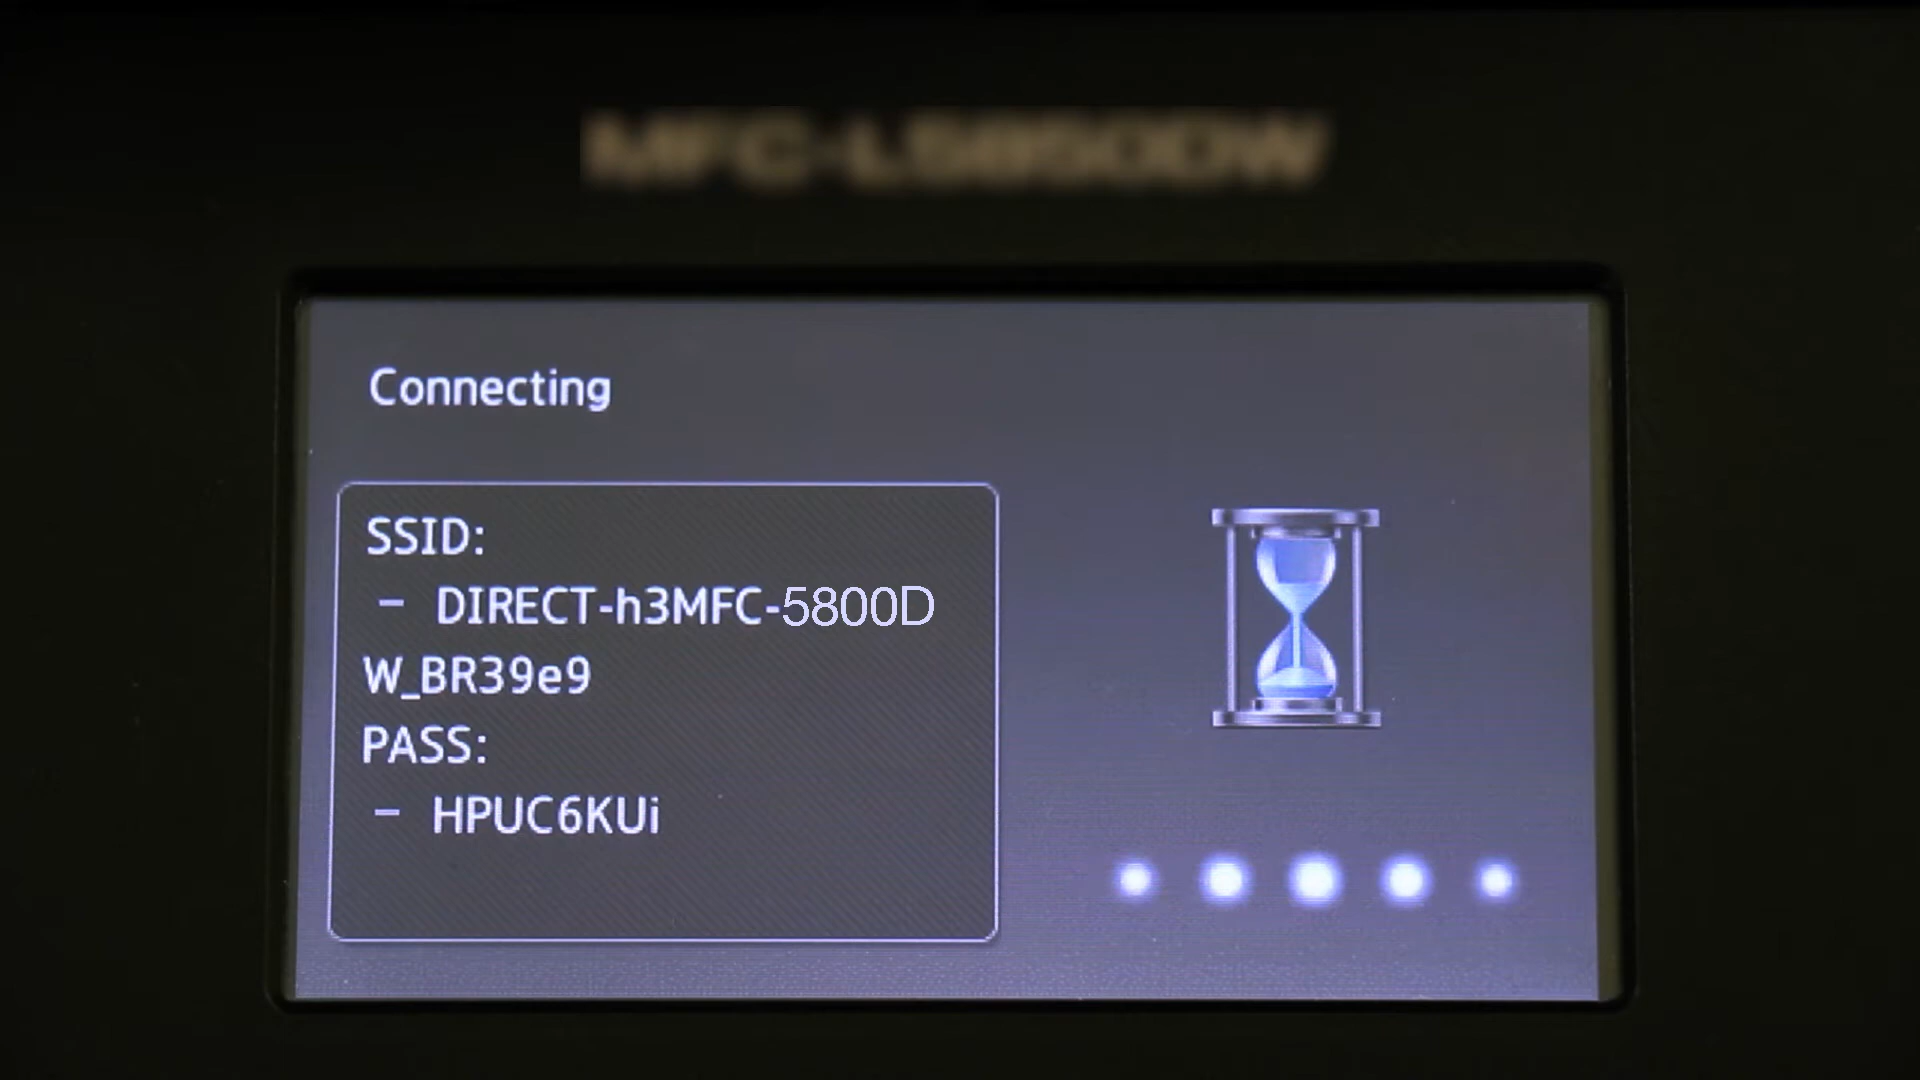 Connecting
SSID:
– DIRECT-h3MFC-5800D
W_BR39e9
PASS:
– HPUC6KUi